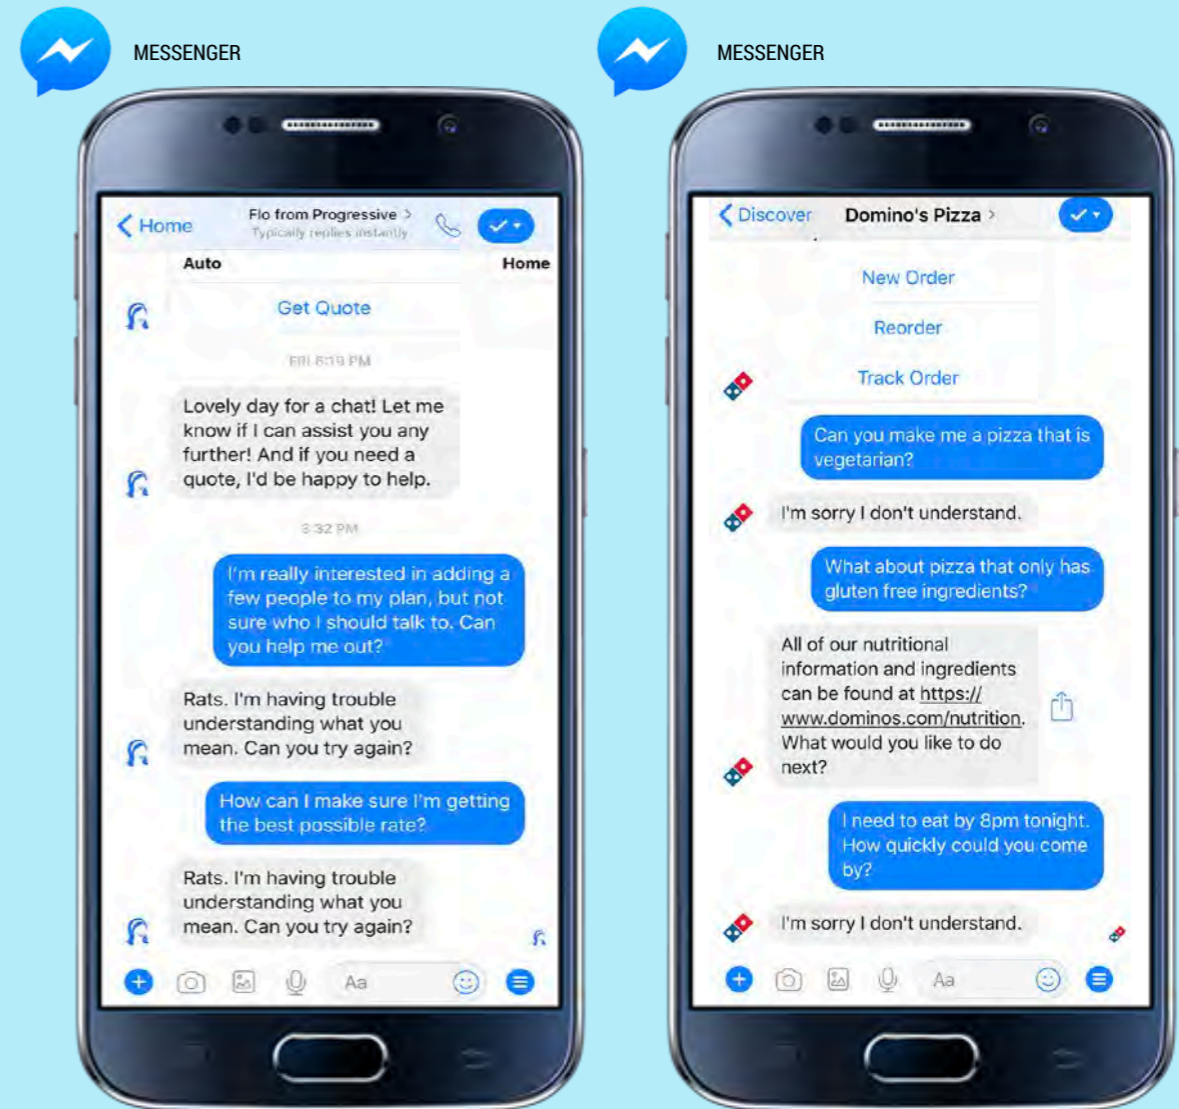 MESSENGER
Home
Flo from Progressive >
Typically replies instantly
Auto
Home
Get Quote
FRI 6:19 PM
Lovely day for a chat! Let me
know if I can assist you any
further! And if you need a
quote, I'd be happy to help.
3:32 PM
I'm really interested in adding a
few people to my plan, but not
sure who I should talk to. Can
you help me out?
Rats. I'm having trouble
understanding what you
mean. Can you try again?
How can I make sure I'm getting
the best possible rate?
Rats. I'm having trouble
understanding what you
mean. Can you try again?
Aa
MESSENGER
Discover
Domino's Pizza >
New Order
Reorder
Track Order
Can you make me a pizza that is
vegetarian?
I'm sorry I don't understand.
What about pizza that only has
gluten free ingredients?
All of our nutritional
information and ingredients
can be found at https://
www.dominos.com/nutrition.
What would you like to do
next?
I need to eat by 8pm tonight.
How quickly could you come
by?
I'm sorry I don't understand.
Aa